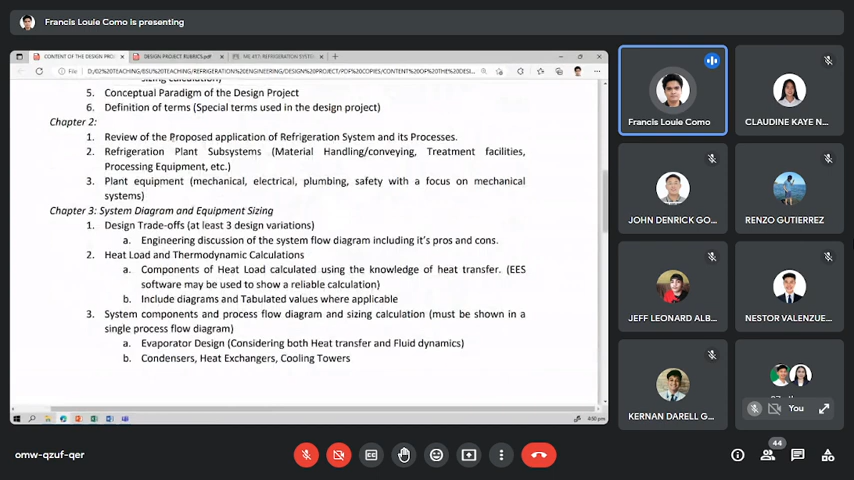 Francis Louie Como is presenting
CONTENT OF THE DESIGN PROJ
DESIGN PROJECT RUBRICS.pdf
ME 417-REFRIGERATION SYSTEM
File
5. Conceptual Paradigm of the Design Project
6. Definition of terms (Special terms used in the design project)
Chapter 2:
1. Review of the Proposed application of Refrigeration System and its Processes.
2. Refrigeration Plant Subsystems (Material Handling/conveying, Treatment facilities,
Processing Equipment, etc.)
3. Plant equipment (mechanical, electrical, plumbing, safety with a focus on mechanical
systems)
Chapter 3: System Diagram and Equipment Sizing
1. Design Trade-offs (at least 3 design variations)
a. Engineering discussion of the system flow diagram including it's pros and cons.
2. Heat Load and Thermodynamic Calculations
a. Components of Heat Load calculated using the knowledge of heat transfer. (EES
software may be used to show a reliable calculation)
b. Include diagrams and Tabulated values where applicable
3. System components and process flow diagram and sizing calculation (must be shown in a
single process flow diagram)
a. Evaporator Design (Considering both Heat transfer and Fluid dynamics)
b. Condensers, Heat Exchangers, Cooling Towers
4:50 pm
Francis Louie Como
CLAUDINE KAYE N...
JOHN DENRICK GO...
RENZO GUTIERREZ
JEFF LEONARD ALB...
NESTOR VALENZUE...
KERNAN DARELL G...
You
omw-qzuf-qer
44